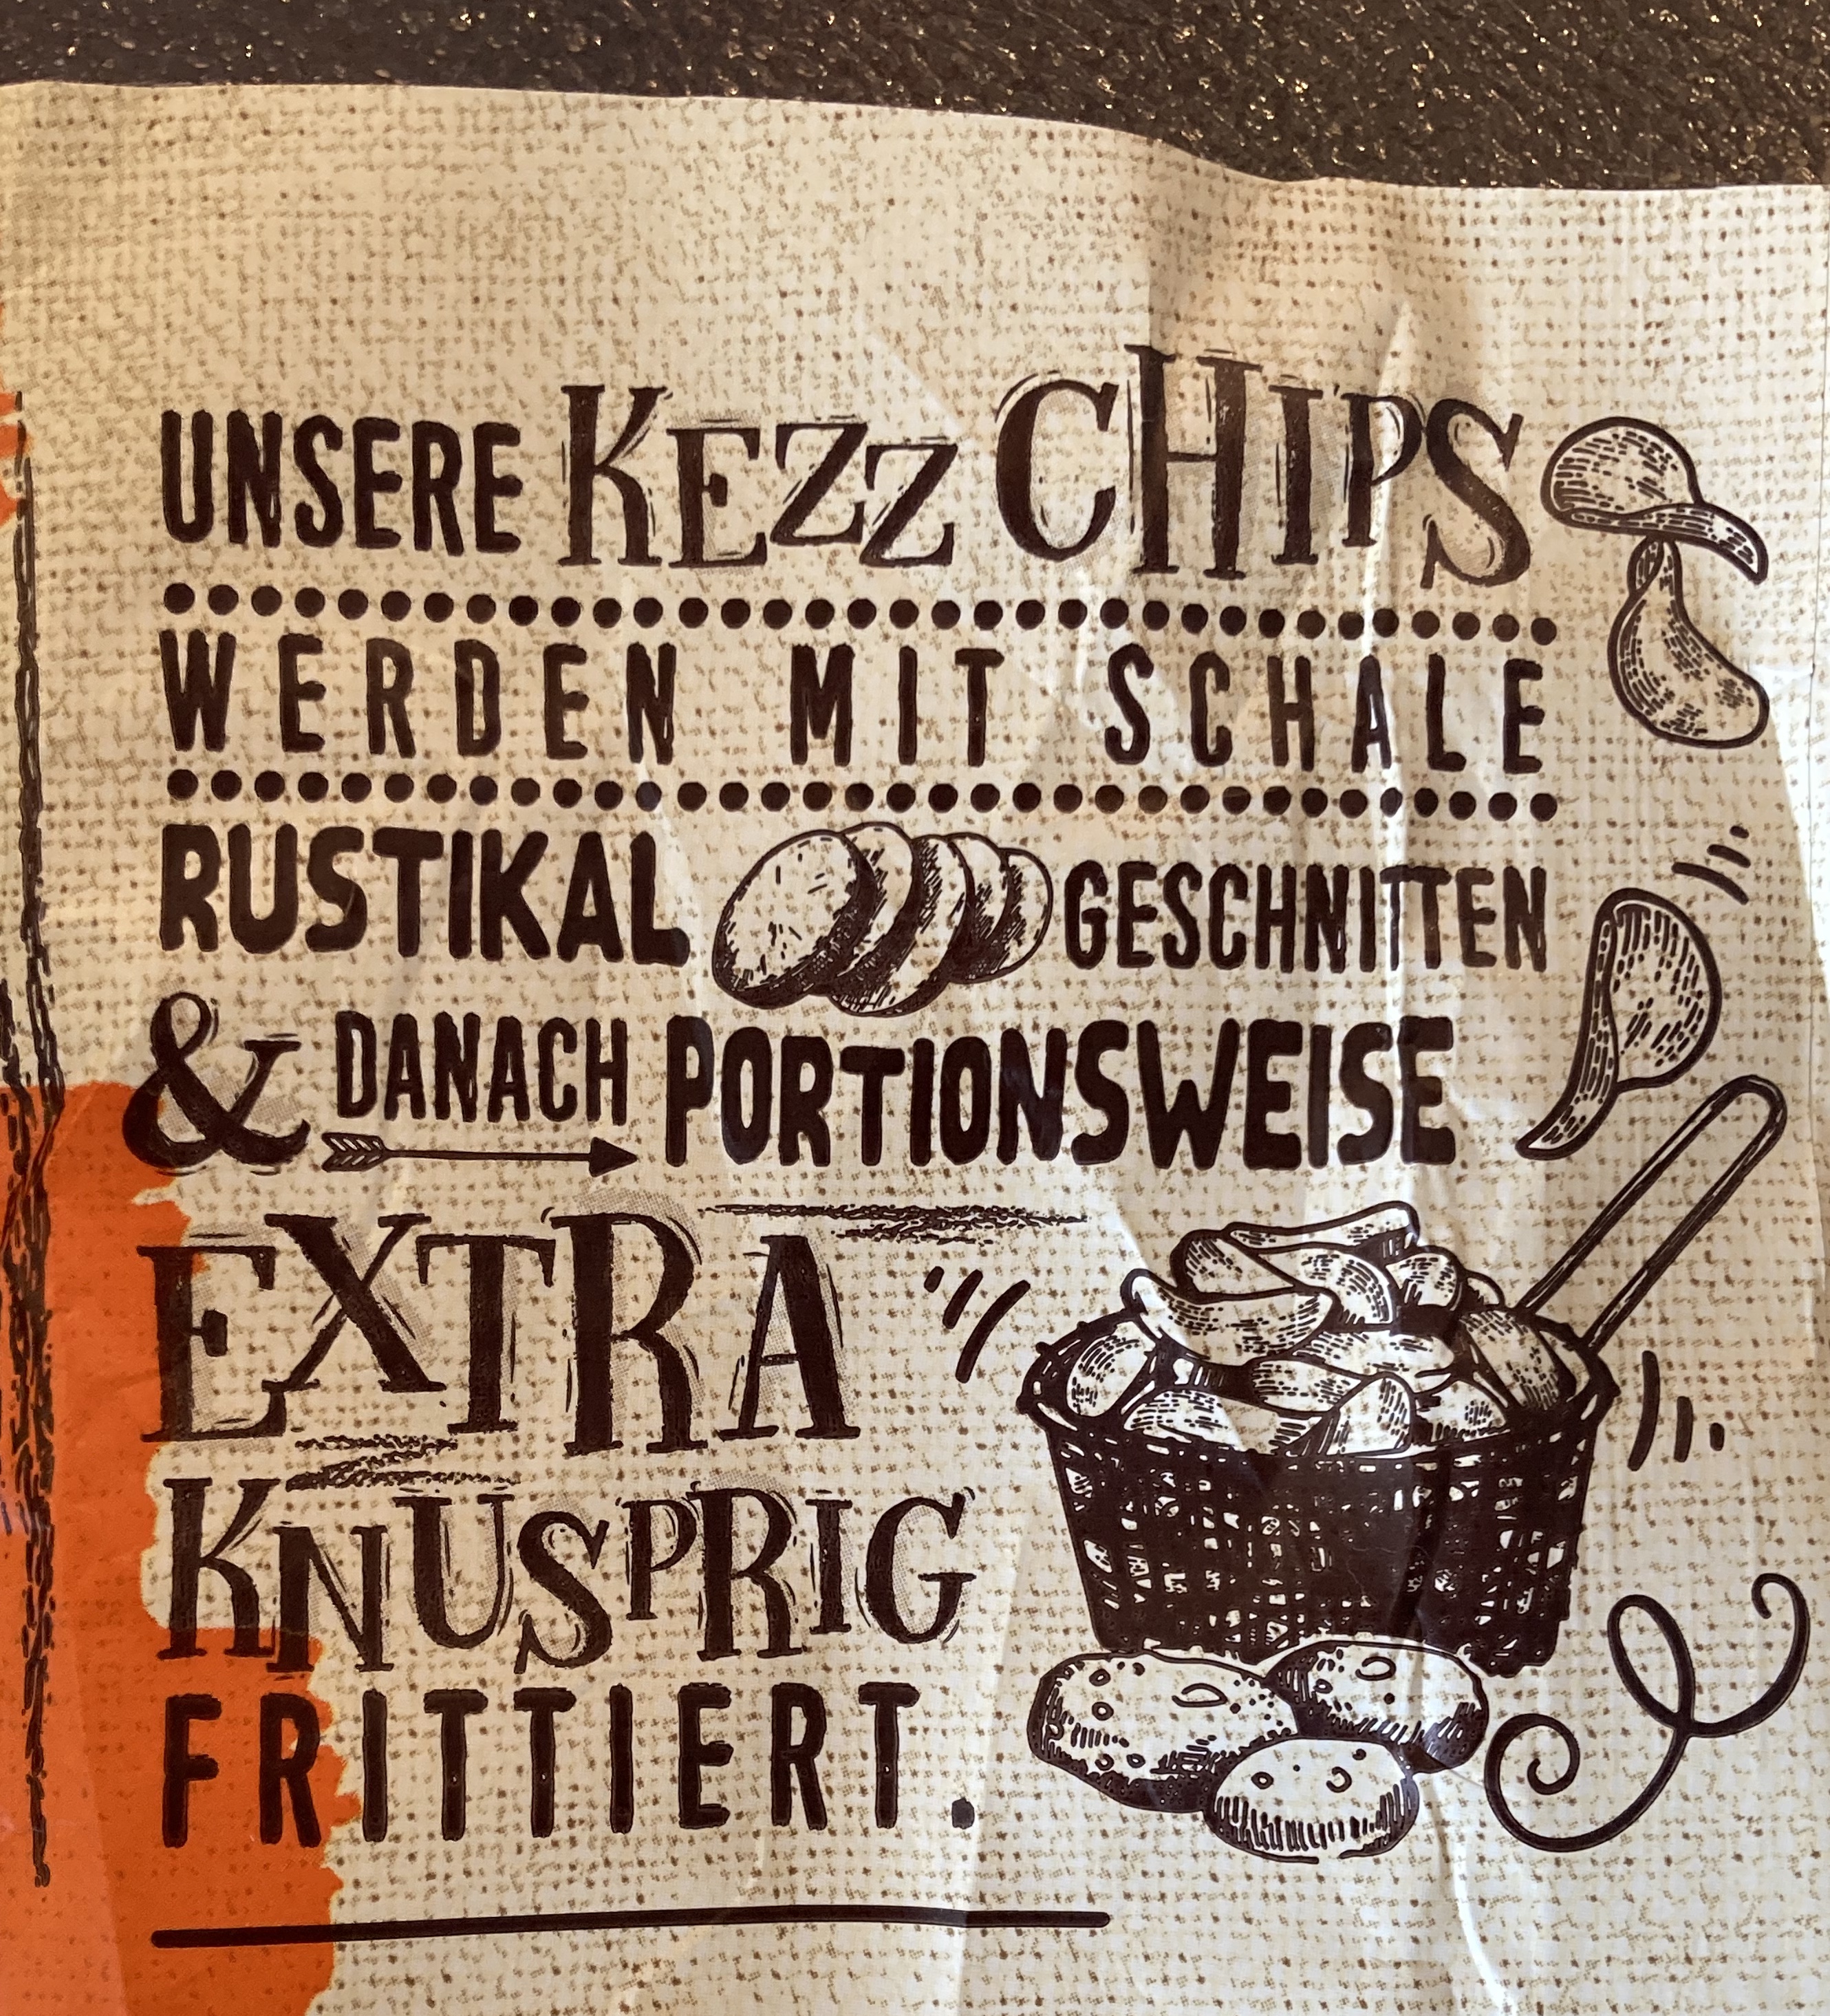 UNSERE KEZZ CHIPS
WERDEN MIT SCHALE
RUSTIKAL GESCHNITTEN
& DANACH PORTIONSWEISE
EXTRA
KNUSPRIG
FRITTIERT.